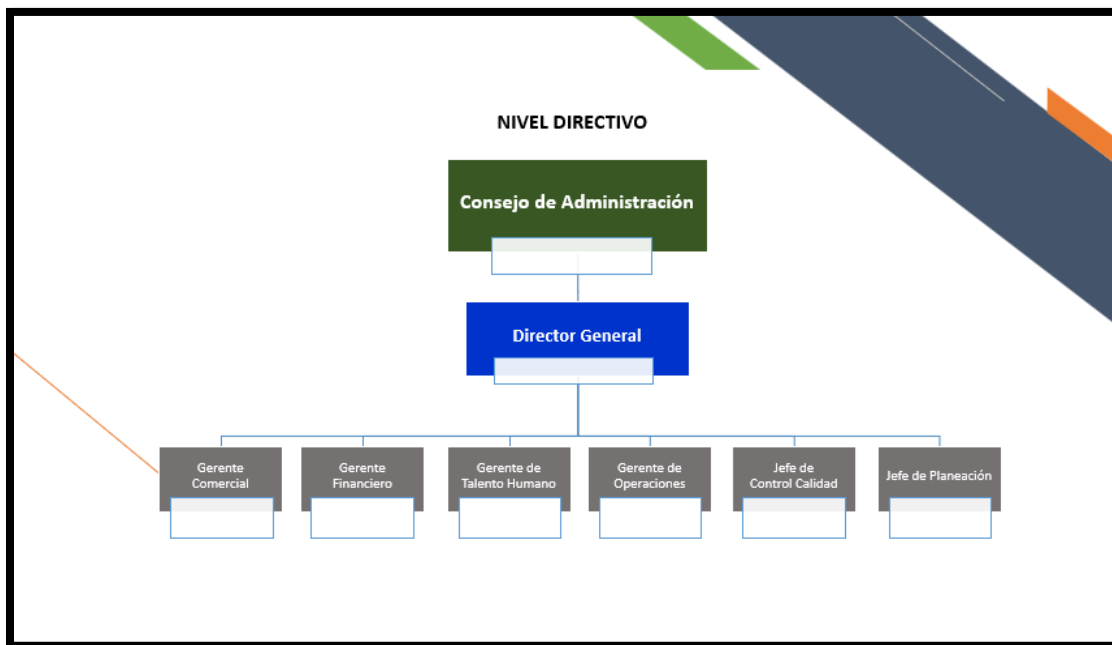 NIVEL DIRECTIVO
Consejo de Administración
Director General
Gerente
Comercial
Gerente
Financiero
Gerente de
Talento Humano
Gerente de
Operaciones
Jefe de
Control Calidad
Jefe de Planeación